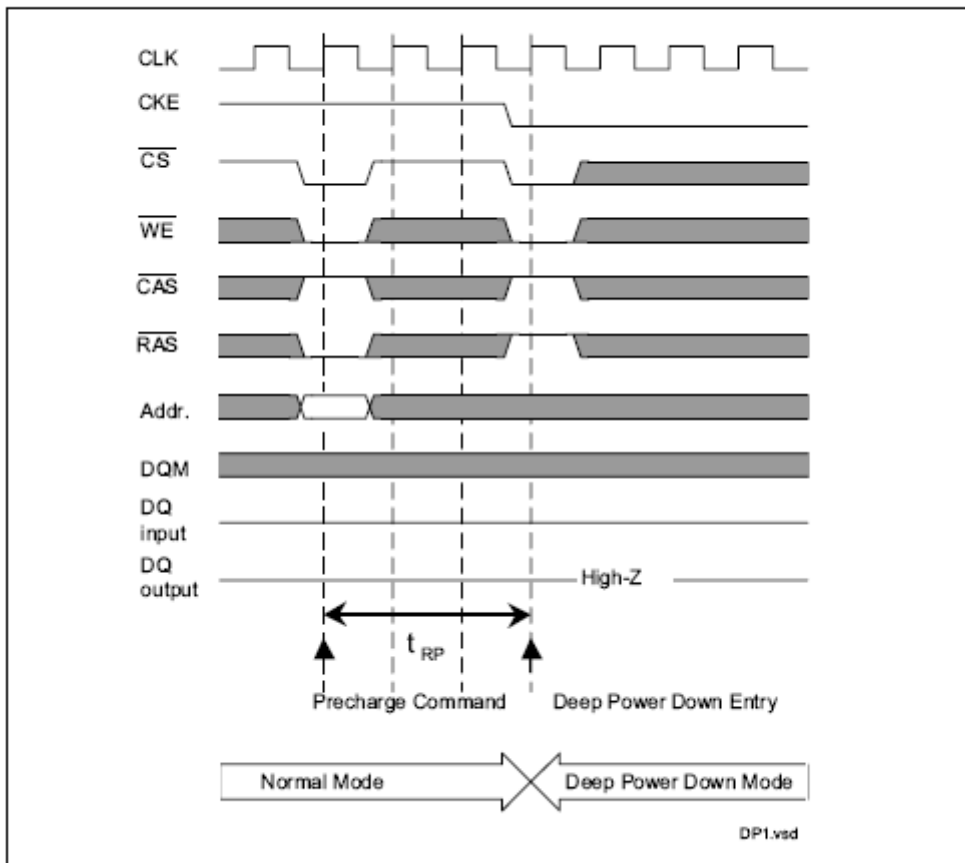 CLK
CKE
CS
WE
CAS
RAS
Addr.
DQM
DQ
input
DQ
output
High-Z
t RP
Precharge Command
Deep Power Down Entry
Normal Mode
Deep Power Down Mode
DP1.vsd